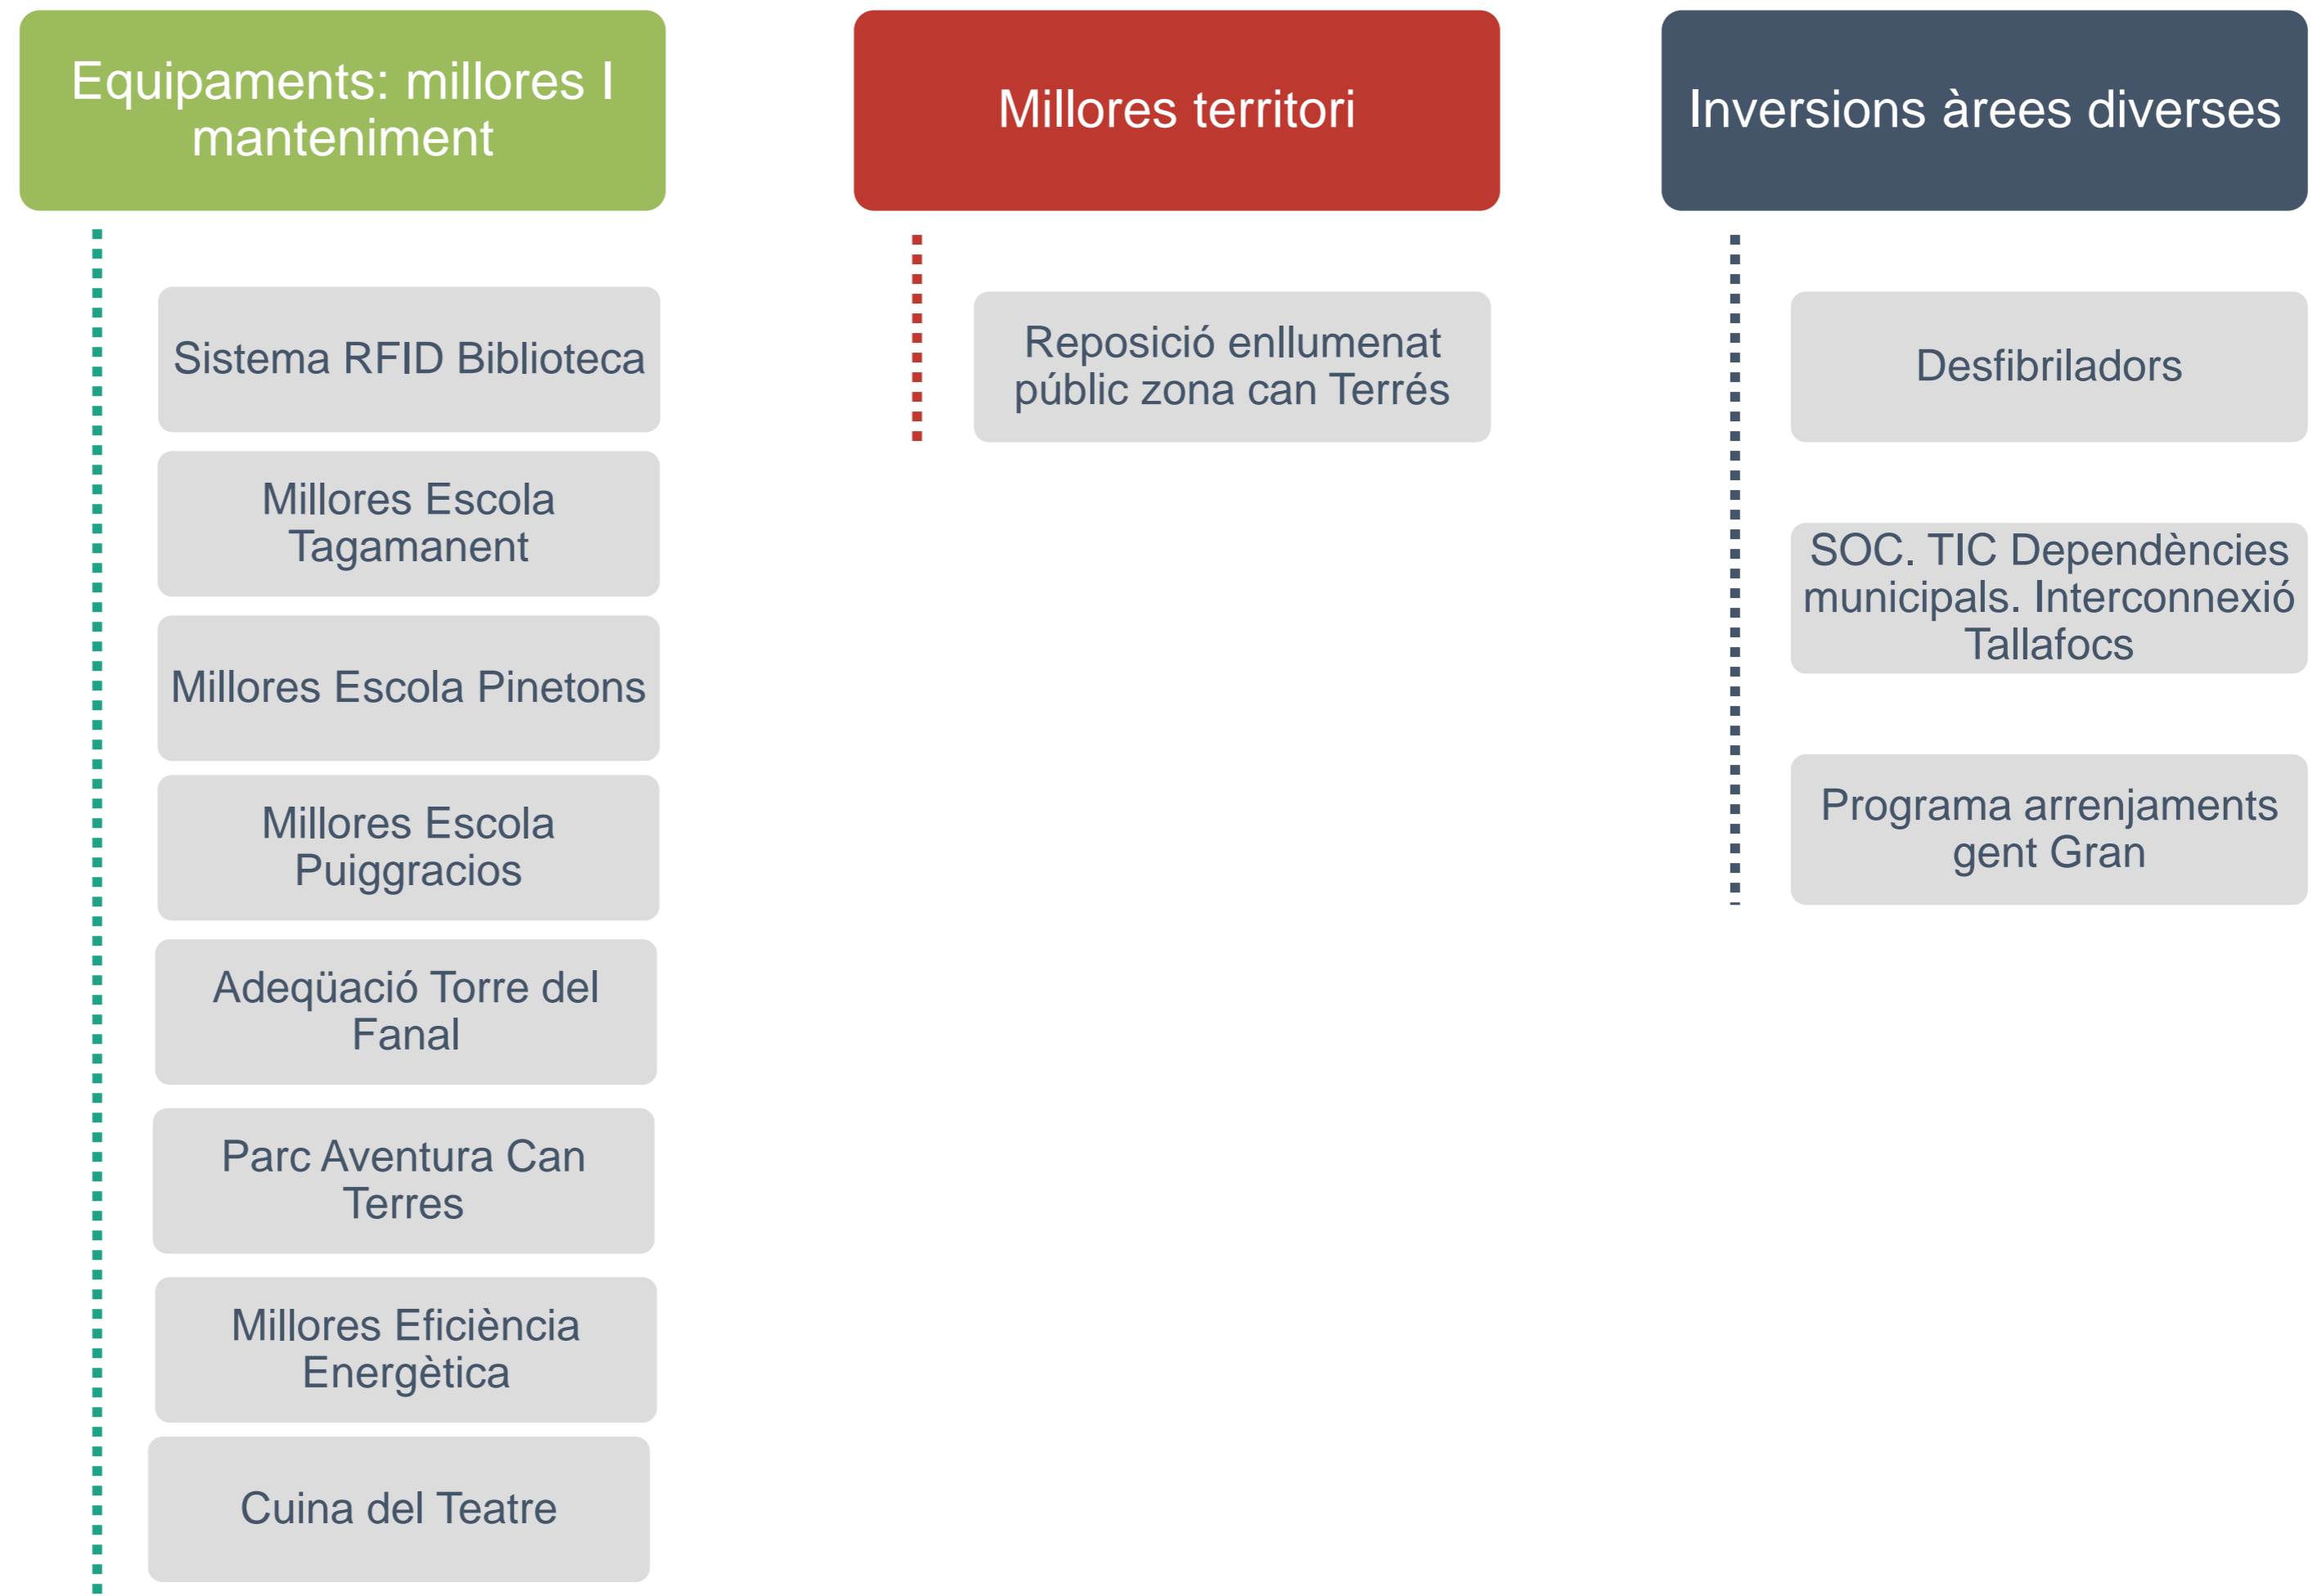 Equipaments: millores I
manteniment
Sistema RFID Biblioteca
Millores Escola
Tagamanent
Millores Escola Pinetons
Millores Escola
Puiggracios
Adeqüació Torre del
Fanal
Parc Aventura Can
Terres
Millores Eficiència
Energètica
Cuina del Teatre
Millores territori
Reposició enllumenat
públic zona can Terrés
Inversions àrees diverses
Desfibriladors
SOC. TIC Dependències
municipals. Interconnexió
Tallafocs
Programa arrenjaments
gent Gran